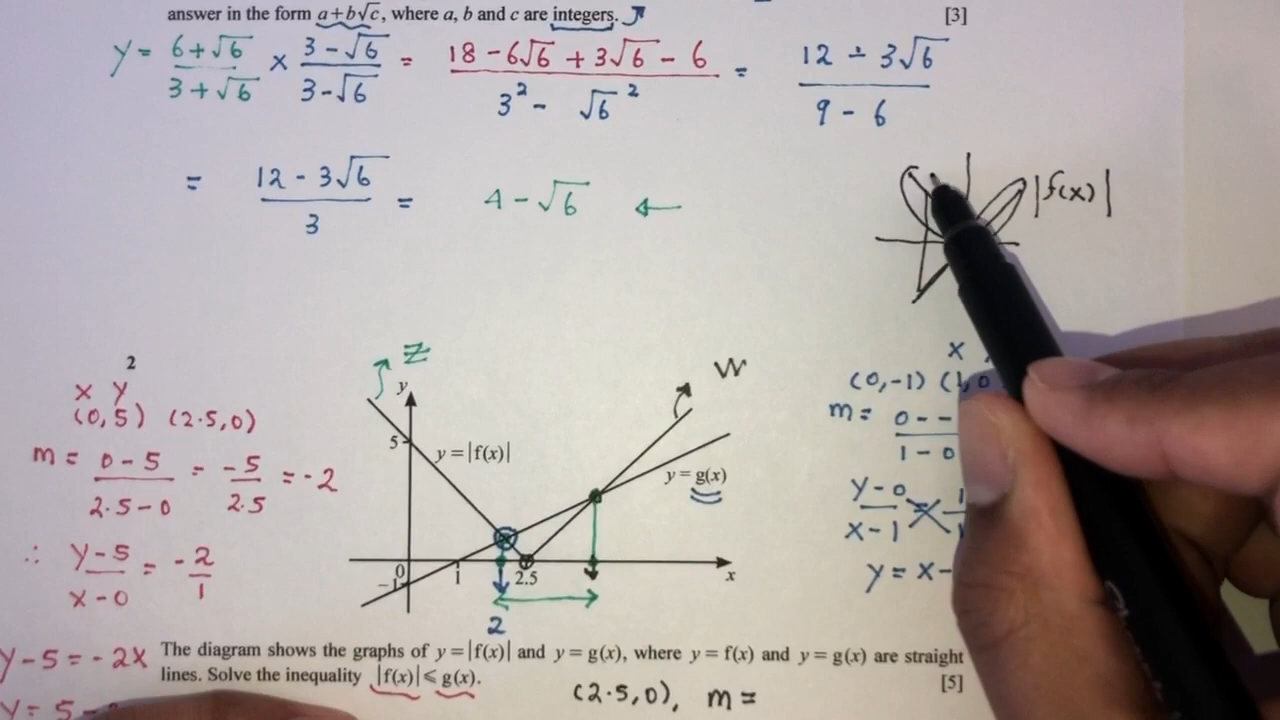 answer in the form a+b√c, where a, b and c are integers.
[3]
y = (6+√6)/(3+√6) × (3-√6)/(3-√6) = (18 - 6√6 + 3√6 - 6)/(3² - √6²) = (12 ∸ 3√6)/(9 - 6)
= (12 - 3√6)/3 = 4 - √6 ←
|f(x)|
2
x y
(0,5) (2.5,0)
m = (0-5)/(2.5-0) = -5/2.5 = -2
∴ (y-5)/(x-0) = -2/1
y-5 = -2x
Z
W
y
5
y = |f(x)|
y = g(x)
0
-1
1
2.5
x
2
x
(0,-1) (1,0
m = 0--
1-0
y-0
x-1
y = x-
The diagram shows the graphs of y = |f(x)| and y = g(x), where y = f(x) and y = g(x) are straight
lines. Solve the inequality |f(x)| ⩽ g(x).
[5]
y = 5
(2.5,0), m =